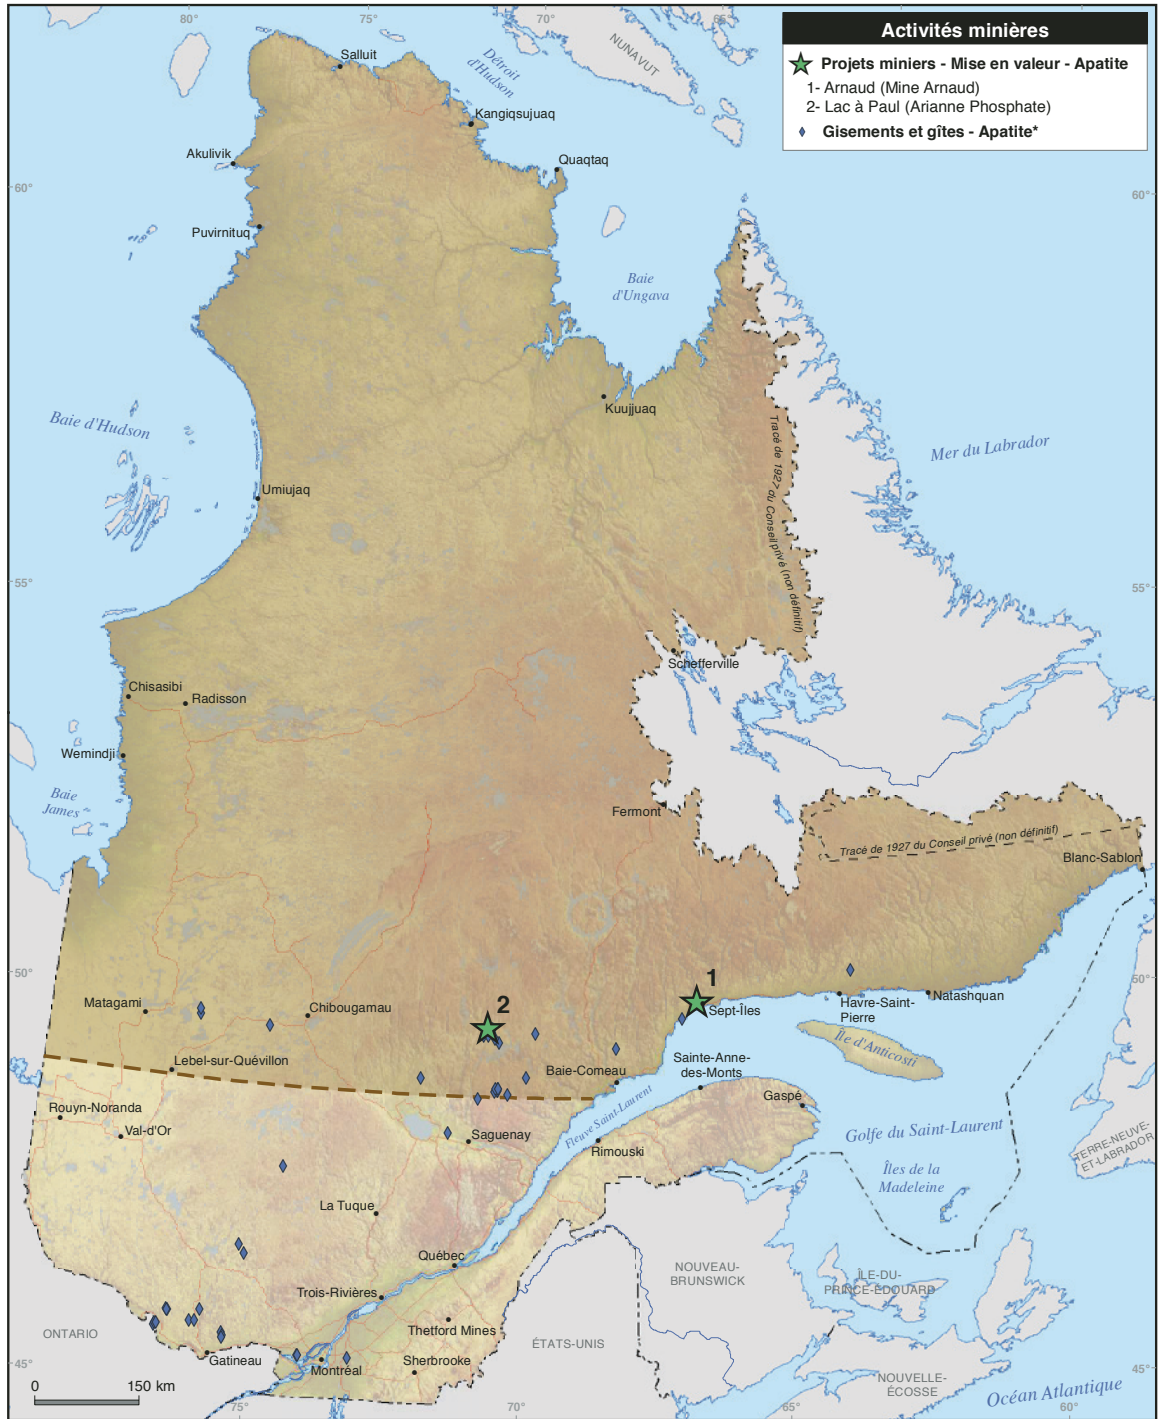 80°
75°
70°
Activités minières
Projets miniers - Mise en valeur - Apatite
1- Arnaud (Mine Arnaud)
2- Lac à Paul (Arianne Phosphate)
Gisements et gîtes - Apatite*
NUNAVUT
Détroit
d'Hudson
Salluit
Kangiqsujuaq
Akulivik
Quaqtaq
60°
60°
Puvirnituq
Baie
d'Ungava
Kuujjuaq
Baie d'Hudson
Mer du Labrador
Tracé de 1927 du Conseil privé (non définitif)
Umiujaq
55°
55°
Schefferville
Chisasibi
Radisson
Wemindji
Baie
James
Fermont
Tracé de 1927 du Conseil privé (non définitif)
Blanc-Sablon
50°
50°
1
2
Matagami
Chibougamau
Sept-Îles
Havre-Saint-
Pierre
Natashquan
Île d'Anticosti
Lebel-sur-Quévillon
Baie-Comeau
Sainte-Anne-
des-Monts
Gaspé
Rouyn-Noranda
Val-d'Or
Saguenay
Fleuve Saint-Laurent
Rimouski
Golfe du Saint-Laurent
TERRE-NEUVE-
ET-LABRADOR
Îles de la
Madeleine
La Tuque
Québec
NOUVEAU-
BRUNSWICK
ÎLE-DU-
PRINCE-ÉDOUARD
Trois-Rivières
Thetford Mines
ONTARIO
ÉTATS-UNIS
Gatineau
Montréal
Sherbrooke
45°
45°
NOUVELLE-
ÉCOSSE
Océan Atlantique
0
150 km
75°
70°
65°
60°